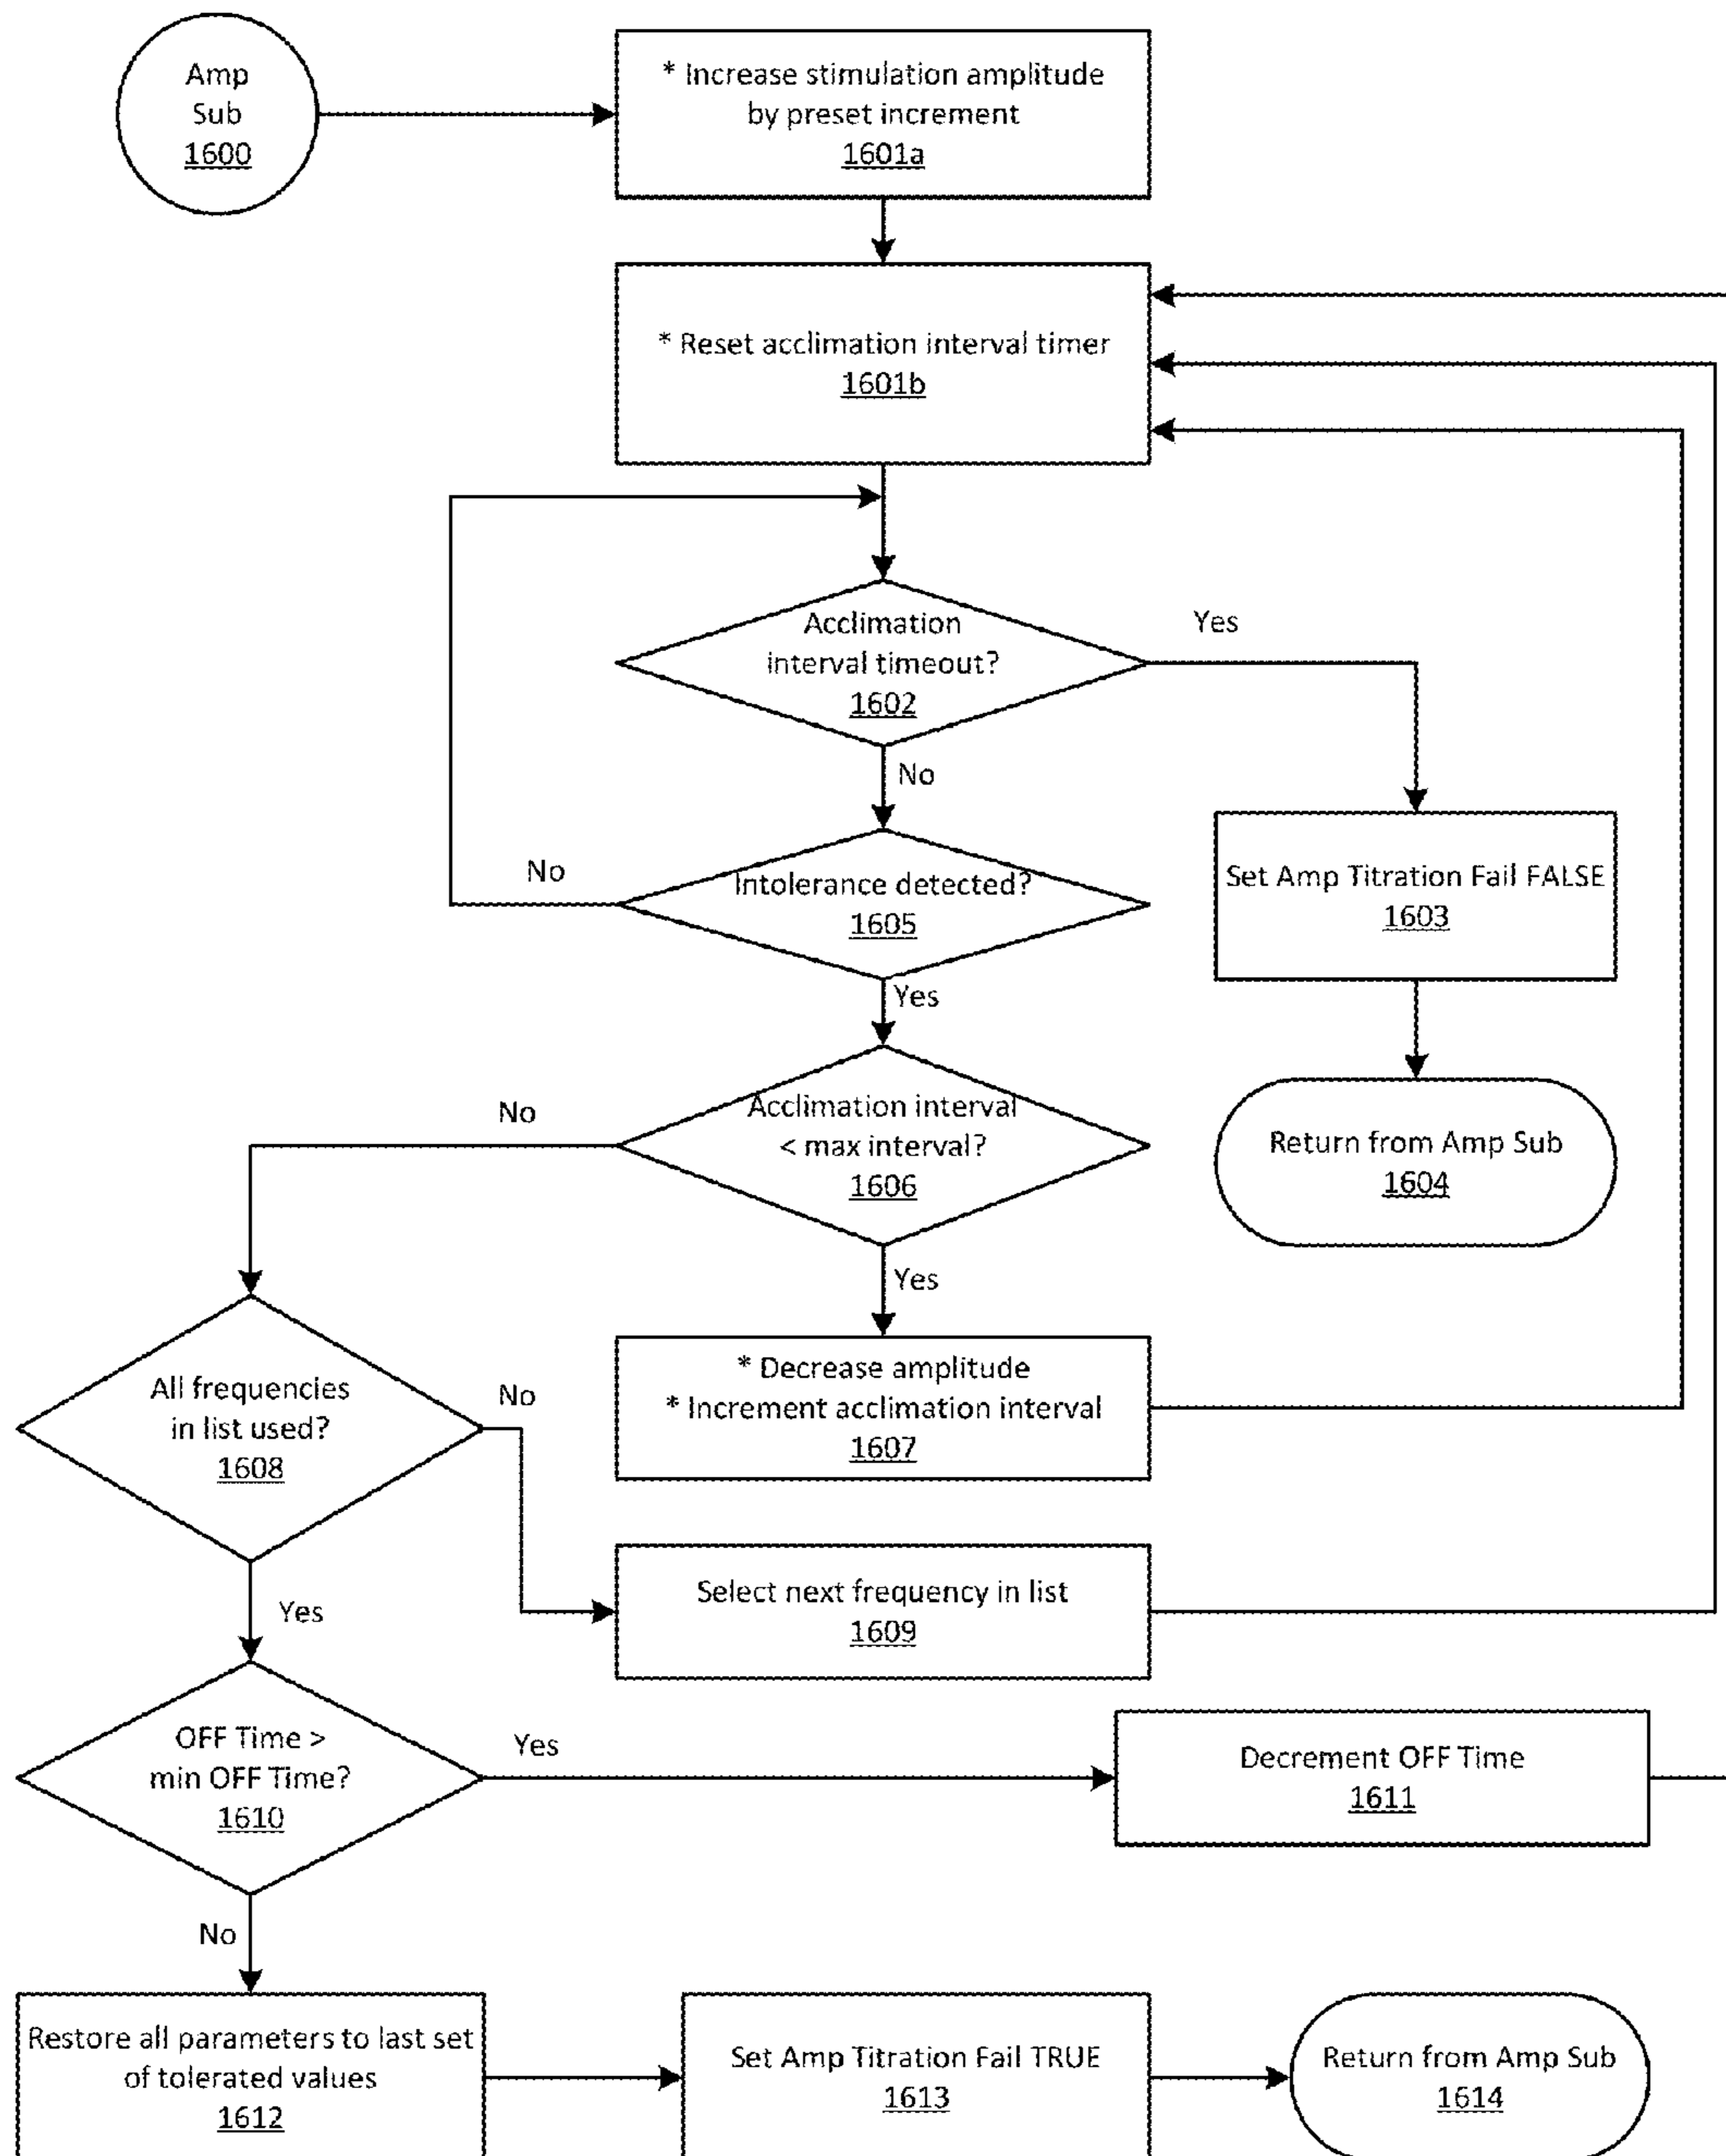 Amp
Sub
1600
* Increase stimulation amplitude
by preset increment
1601a
* Reset acclimation interval timer
1601b
Acclimation
interval timeout?
1602
Yes
No
Intolerance detected?
1605
No
Set Amp Titration Fail FALSE
1603
Yes
Acclimation interval
< max interval?
1606
No
Return from Amp Sub
1604
Yes
All frequencies
in list used?
1608
No
* Decrease amplitude
* Increment acclimation interval
1607
Yes
Select next frequency in list
1609
OFF Time >
min OFF Time?
1610
Yes
Decrement OFF Time
1611
No
Restore all parameters to last set
of tolerated values
1612
Set Amp Titration Fail TRUE
1613
Return from Amp Sub
1614